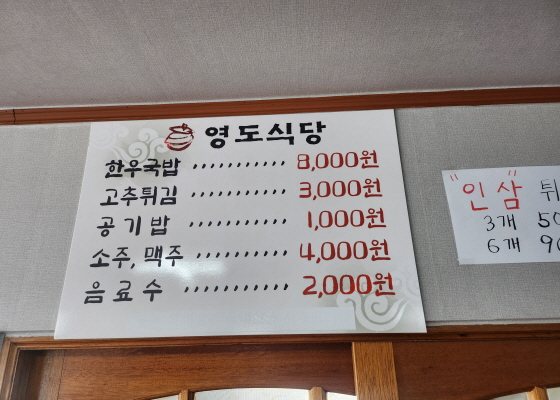 영도식당
한우국밥 ··········· 8,000원
고추튀김 ··········· 3,000원
공기밥 ··········· 1,000원
소주, 맥주 ·········· 4,000원
음료수 ··········· 2,000원
"인삼" 튀
3개 50
6개 90